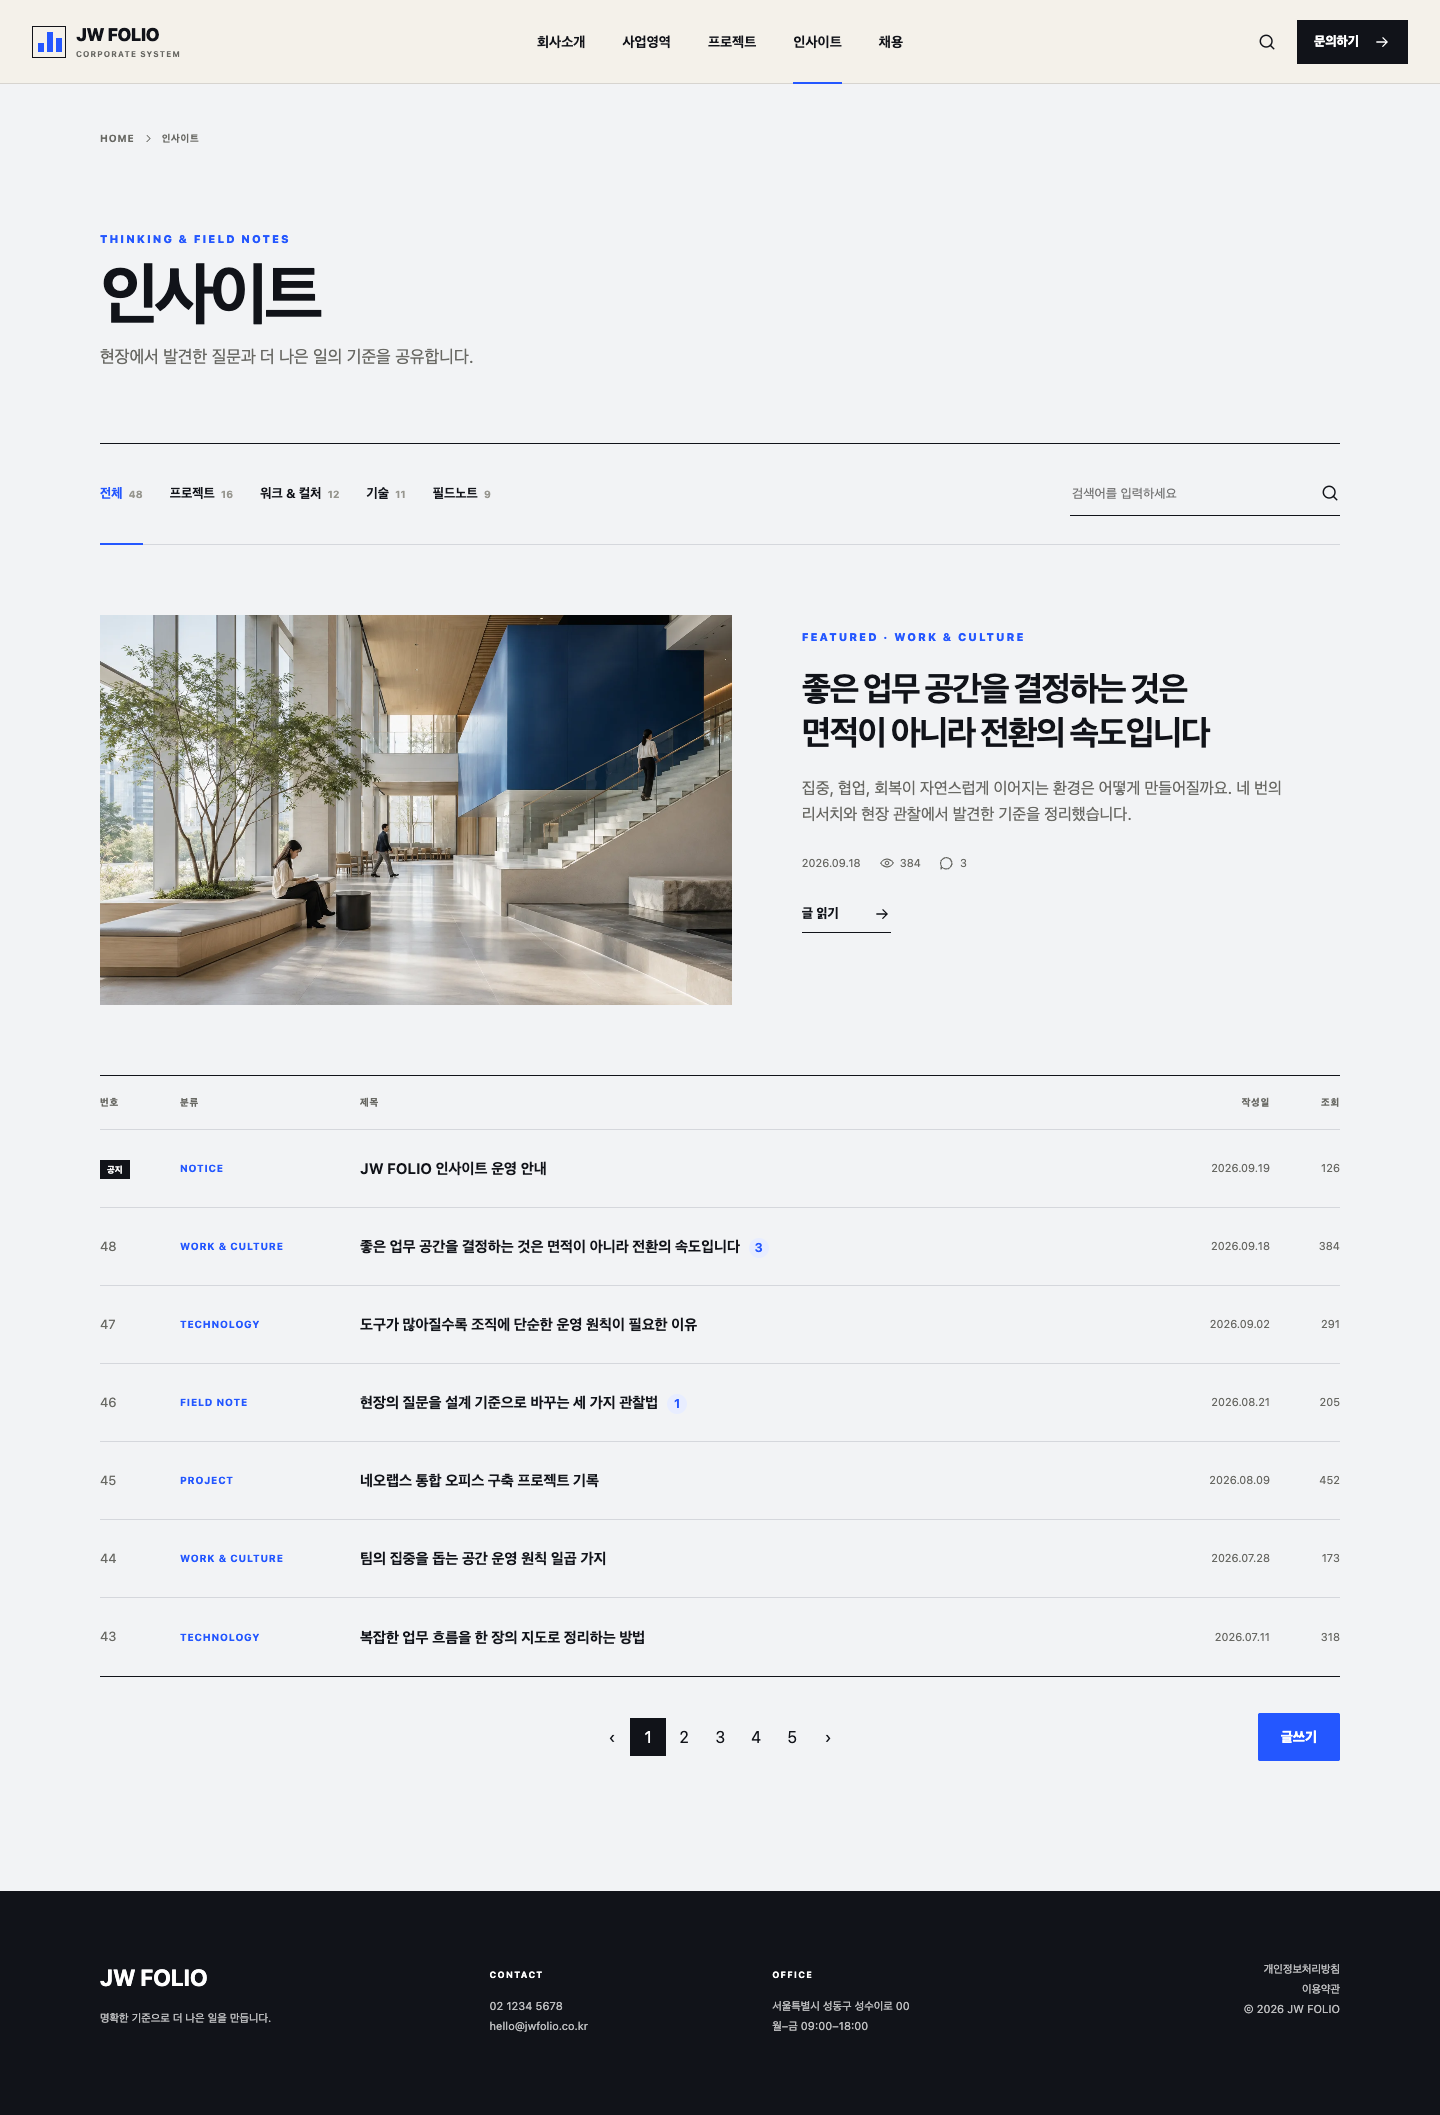 JW FOLIO
CORPORATE SYSTEM
회사소개 사업영역 프로젝트 인사이트 채용
문의하기
HOME 인사이트
THINKING & FIELD NOTES
인사이트
현장에서 발견한 질문과 더 나은 일의 기준을 공유합니다.
전체 48 프로젝트 16 워크 & 컬처 12 기술 11 필드노트 9
검색어를 입력하세요
FEATURED · WORK & CULTURE
좋은 업무 공간을 결정하는 것은
면적이 아니라 전환의 속도입니다
집중, 협업, 회복이 자연스럽게 이어지는 환경은 어떻게 만들어질까요. 네 번의
리서치와 현장 관찰에서 발견한 기준을 정리했습니다.
2026.09.18 384 3
글 읽기
번호 분류 제목 작성일 조회
공지 NOTICE JW FOLIO 인사이트 운영 안내 2026.09.19 126
48 WORK & CULTURE 좋은 업무 공간을 결정하는 것은 면적이 아니라 전환의 속도입니다 3 2026.09.18 384
47 TECHNOLOGY 도구가 많아질수록 조직에 단순한 운영 원칙이 필요한 이유 2026.09.02 291
46 FIELD NOTE 현장의 질문을 설계 기준으로 바꾸는 세 가지 관찰법 1 2026.08.21 205
45 PROJECT 네오랩스 통합 오피스 구축 프로젝트 기록 2026.08.09 452
44 WORK & CULTURE 팀의 집중을 돕는 공간 운영 원칙 일곱 가지 2026.07.28 173
43 TECHNOLOGY 복잡한 업무 흐름을 한 장의 지도로 정리하는 방법 2026.07.11 318
‹ 1 2 3 4 5 ›
글쓰기
JW FOLIO
명확한 기준으로 더 나은 일을 만듭니다.
CONTACT
02 1234 5678
hello@jwfolio.co.kr
OFFICE
서울특별시 성동구 성수이로 00
월–금 09:00–18:00
개인정보처리방침
이용약관
© 2026 JW FOLIO